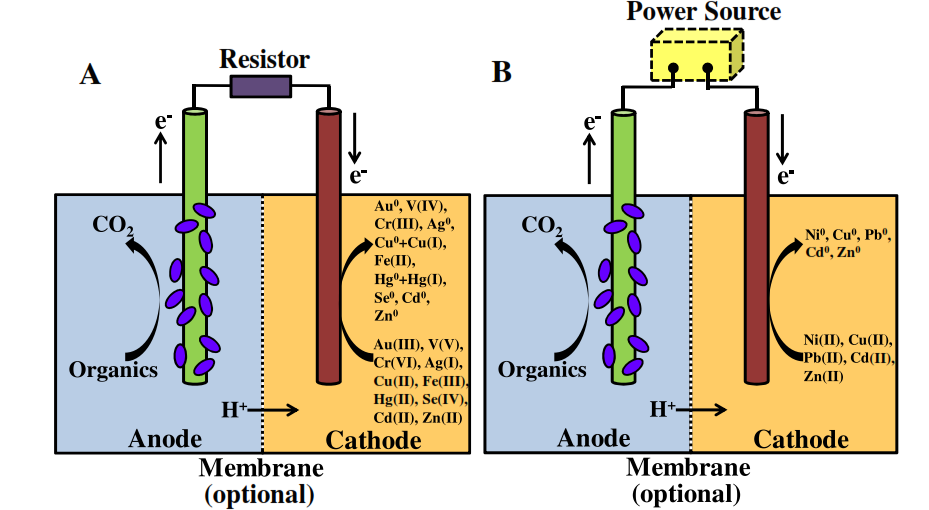 A
Resistor
e⁻
e⁻
CO₂
Organics
Au⁰, V(IV),
Cr(III), Ag⁰,
Cu⁰+Cu(I),
Fe(II),
Hg⁰+Hg(I),
Se⁰, Cd⁰,
Zn⁰
Au(III), V(V),
Cr(VI), Ag(I),
Cu(II), Fe(III),
Hg(II), Se(IV),
Cd(II), Zn(II)
H⁺
Anode
Cathode
Membrane
(optional)
B
Power Source
e⁻
e⁻
CO₂
Organics
Ni⁰, Cu⁰, Pb⁰,
Cd⁰, Zn⁰
Ni(II), Cu(II),
Pb(II), Cd(II),
Zn(II)
H⁺
Anode
Cathode
Membrane
(optional)